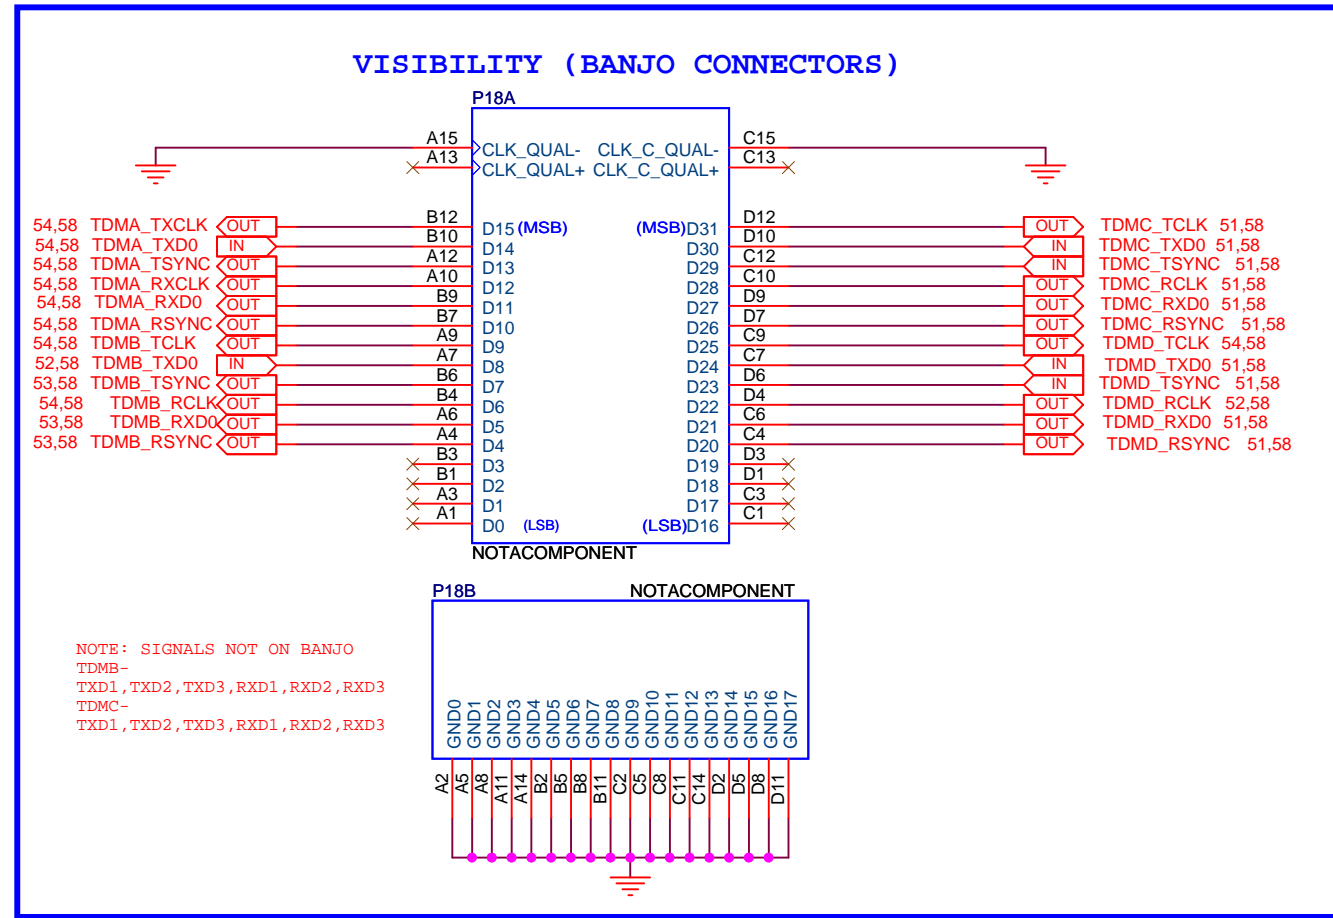 VISIBILITY (BANJO CONNECTORS)
P18A
A15 CLK_QUAL- CLK_C_QUAL- C15
A13 CLK_QUAL+ CLK_C_QUAL+ C13
54,58 TDMA_TXCLK OUT B12 D15 (MSB) (MSB) D31 D12 OUT TDMC_TCLK 51,58
54,58 TDMA_TXD0 IN B10 D14 D30 D10 IN TDMC_TXD0 51,58
54,58 TDMA_TSYNC OUT A12 D13 D29 C12 IN TDMC_TSYNC 51,58
54,58 TDMA_RXCLK OUT A10 D12 D28 C10 OUT TDMC_RCLK 51,58
54,58 TDMA_RXD0 OUT B9 D11 D27 D9 OUT TDMC_RXD0 51,58
54,58 TDMA_RSYNC OUT B7 D10 D26 D7 OUT TDMC_RSYNC 51,58
54,58 TDMB_TCLK OUT A9 D9 D25 C9 OUT TDMD_TCLK 54,58
52,58 TDMB_TXD0 IN A7 D8 D24 C7 IN TDMD_TXD0 51,58
53,58 TDMB_TSYNC OUT B6 D7 D23 D6 IN TDMD_TSYNC 51,58
54,58 TDMB_RCLK OUT B4 D6 D22 D4 OUT TDMD_RCLK 52,58
53,58 TDMB_RXD0 OUT A6 D5 D21 C6 OUT TDMD_RXD0 51,58
53,58 TDMB_RSYNC OUT A4 D4 D20 C4 OUT TDMD_RSYNC 51,58
B3 D3 D19 D3
B1 D2 D18 D1
A3 D1 D17 C3
A1 D0 (LSB) (LSB) D16 C1
NOTACOMPONENT
P18B NOTACOMPONENT
NOTE: SIGNALS NOT ON BANJO
TDMB-
TXD1,TXD2,TXD3,RXD1,RXD2,RXD3
TDMC-
TXD1,TXD2,TXD3,RXD1,RXD2,RXD3
GND0 GND1 GND2 GND3 GND4 GND5 GND6 GND7 GND8 GND9 GND10 GND11 GND12 GND13 GND14 GND15 GND16 GND17
A2 A5 A8 A11 A14 B2 B5 B8 B11 C2 C5 C8 C11 C14 D2 D5 D8 D11